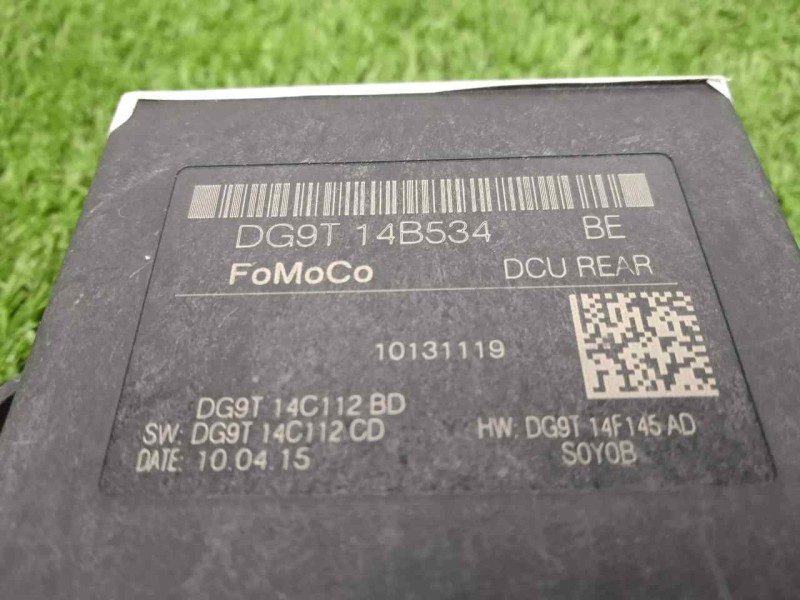 DG9T 14B534 BE
FoMoCo DCU REAR
10131119
DG9T 14C112 BD
SW: DG9T 14C112 CD HW: DG9T 14F145 AD
DATE: 10.04.15 S0Y0B